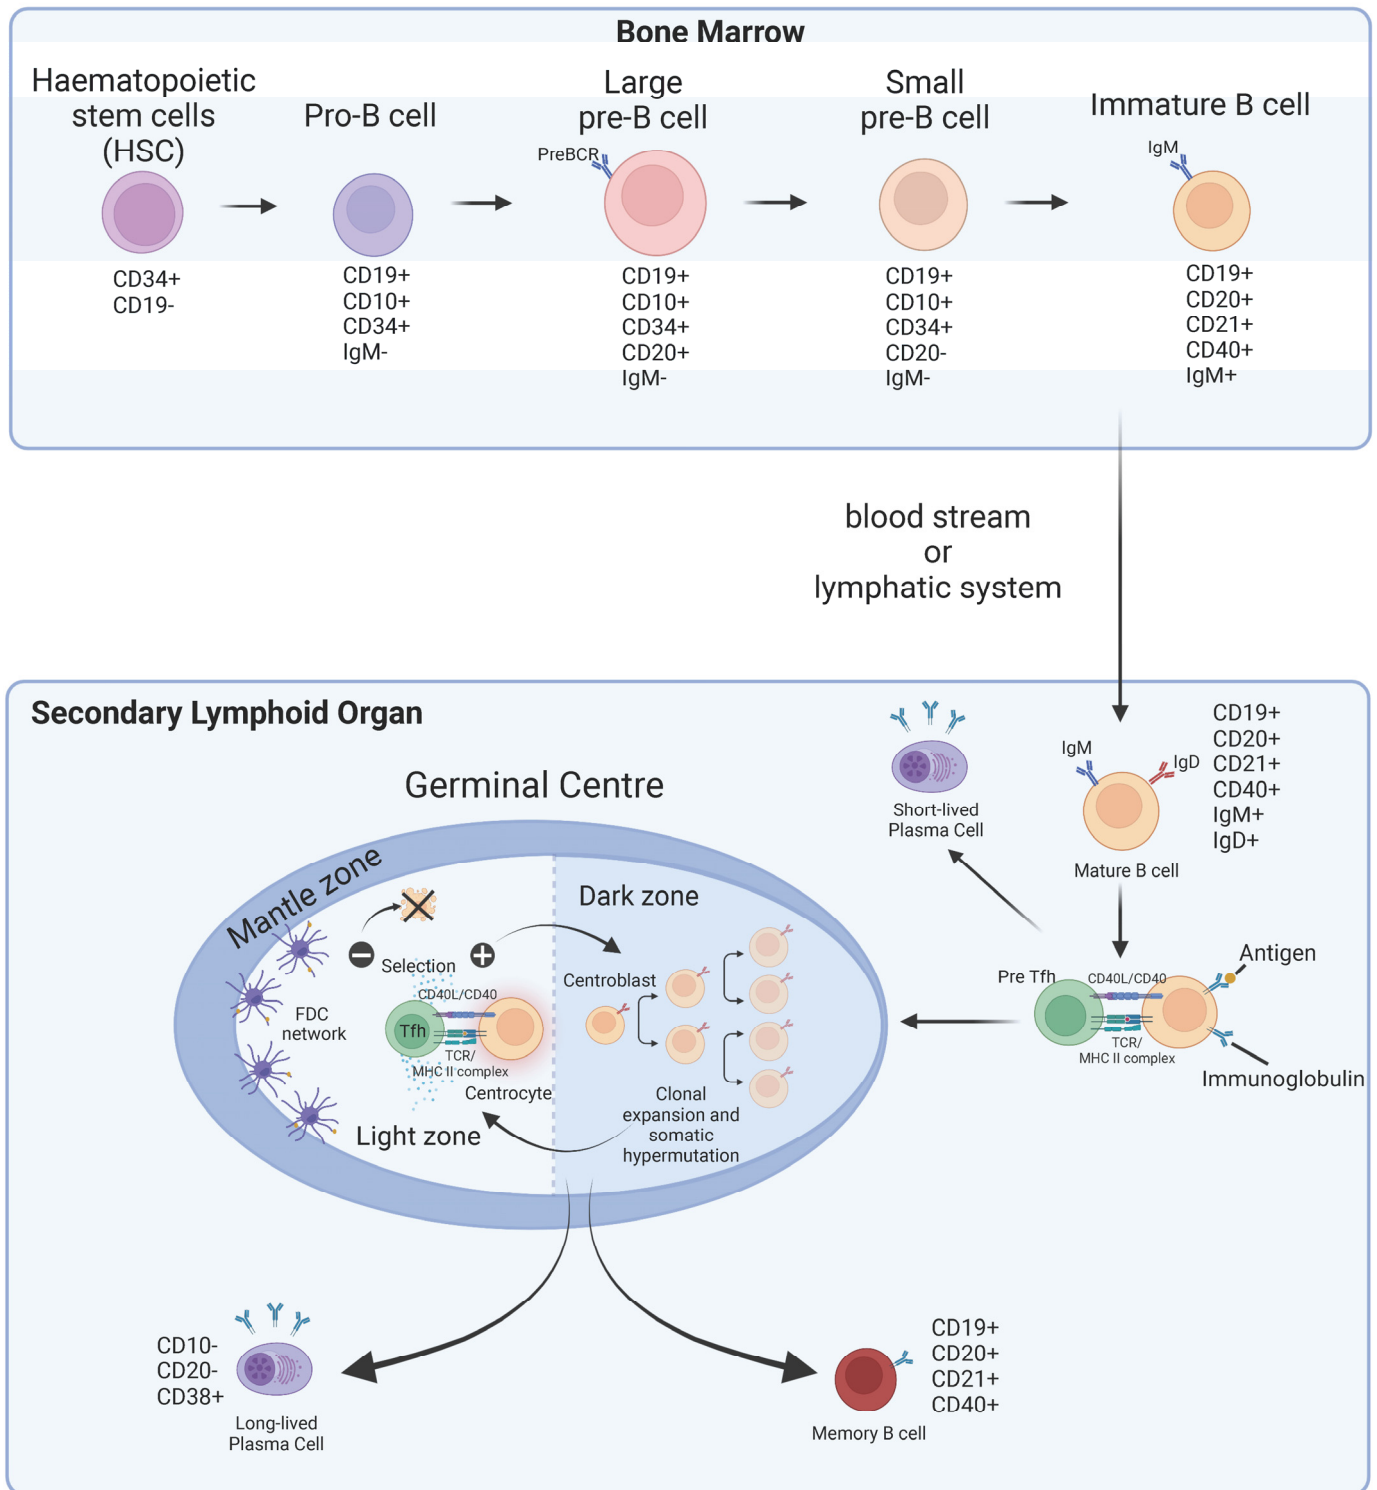 Bone Marrow
Haematopoietic
stem cells
(HSC)
Pro-B cell
Large
pre-B cell
Small
pre-B cell
Immature B cell
PreBCR
IgM
CD34+
CD19-
CD19+
CD10+
CD34+
IgM-
CD19+
CD10+
CD34+
CD20+
IgM-
CD19+
CD10+
CD34+
CD20-
IgM-
CD19+
CD20+
CD21+
CD40+
IgM+
blood stream
or
lymphatic system
Secondary Lymphoid Organ
Short-lived
Plasma Cell
IgM
IgD
Mature B cell
CD19+
CD20+
CD21+
CD40+
IgM+
IgD+
Germinal Centre
Mantle zone
Dark zone
Selection
CD40L/CD40
Tfh
TCR/
MHC II complex
Centrocyte
FDC
network
Light zone
Centroblast
Clonal
expansion and
somatic
hypermutation
Pre Tfh
CD40L/CD40
TCR/
MHC II complex
Antigen
Immunoglobulin
CD10-
CD20-
CD38+
Long-lived
Plasma Cell
CD19+
CD20+
CD21+
CD40+
Memory B cell